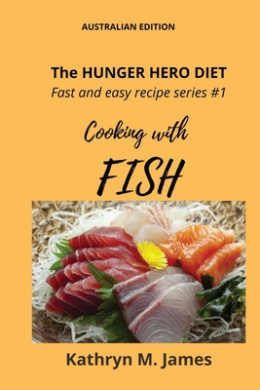 AUSTRALIAN EDITION
The HUNGER HERO DIET
Fast and easy recipe series #1
Cooking with
FISH
Kathryn M. James